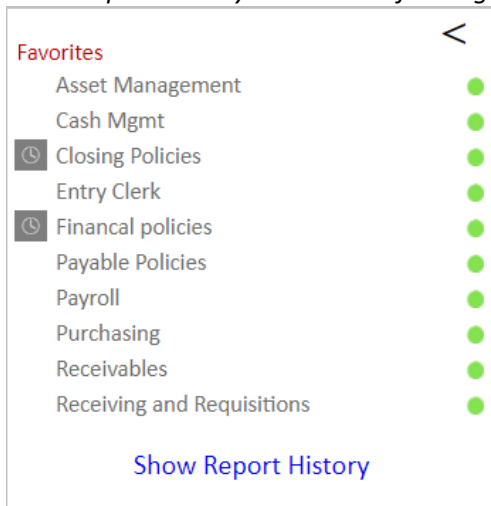 <
Favorites
Asset Management
Cash Mgmt
Closing Policies
Entry Clerk
Financal policies
Payable Policies
Payroll
Purchasing
Receivables
Receiving and Requisitions
Show Report History